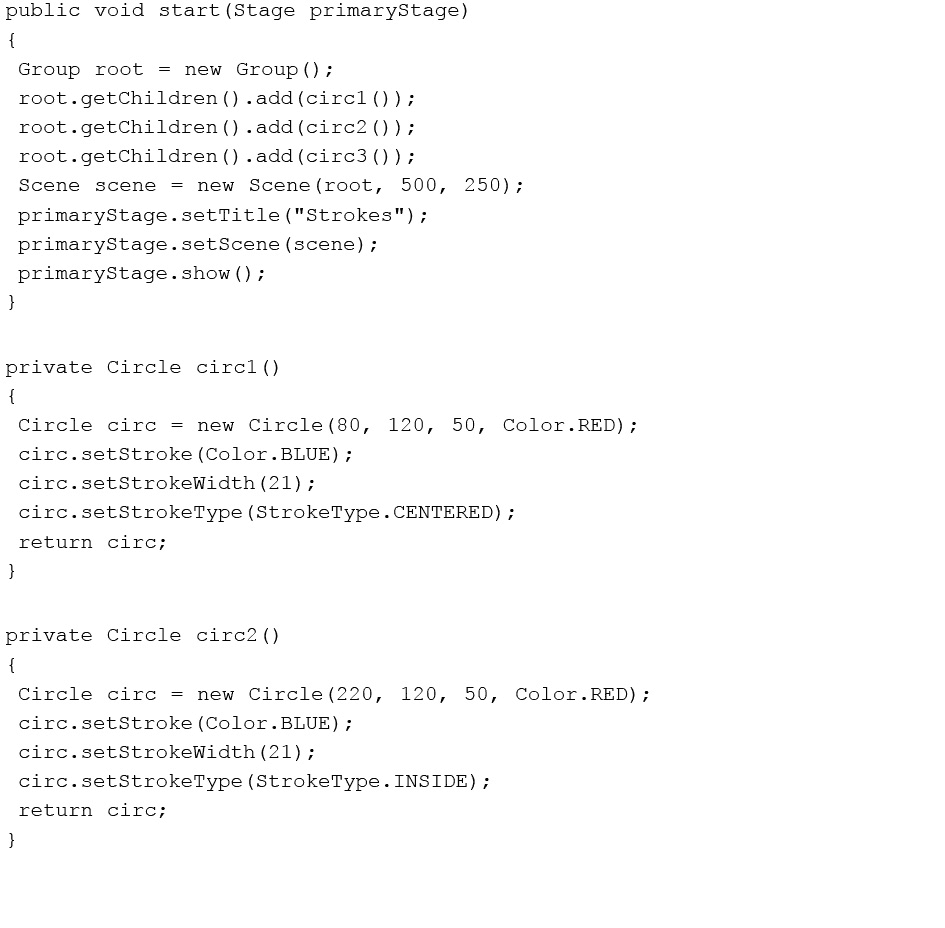 public void start(Stage primaryStage)
{
 Group root = new Group();
 root.getChildren().add(circ1());
 root.getChildren().add(circ2());
 root.getChildren().add(circ3());
 Scene scene = new Scene(root, 500, 250);
 primaryStage.setTitle("Strokes");
 primaryStage.setScene(scene);
 primaryStage.show();
}
private Circle circ1()
{
 Circle circ = new Circle(80, 120, 50, Color.RED);
 circ.setStroke(Color.BLUE);
 circ.setStrokeWidth(21);
 circ.setStrokeType(StrokeType.CENTERED);
 return circ;
}
private Circle circ2()
{
 Circle circ = new Circle(220, 120, 50, Color.RED);
 circ.setStroke(Color.BLUE);
 circ.setStrokeWidth(21);
 circ.setStrokeType(StrokeType.INSIDE);
 return circ;
}